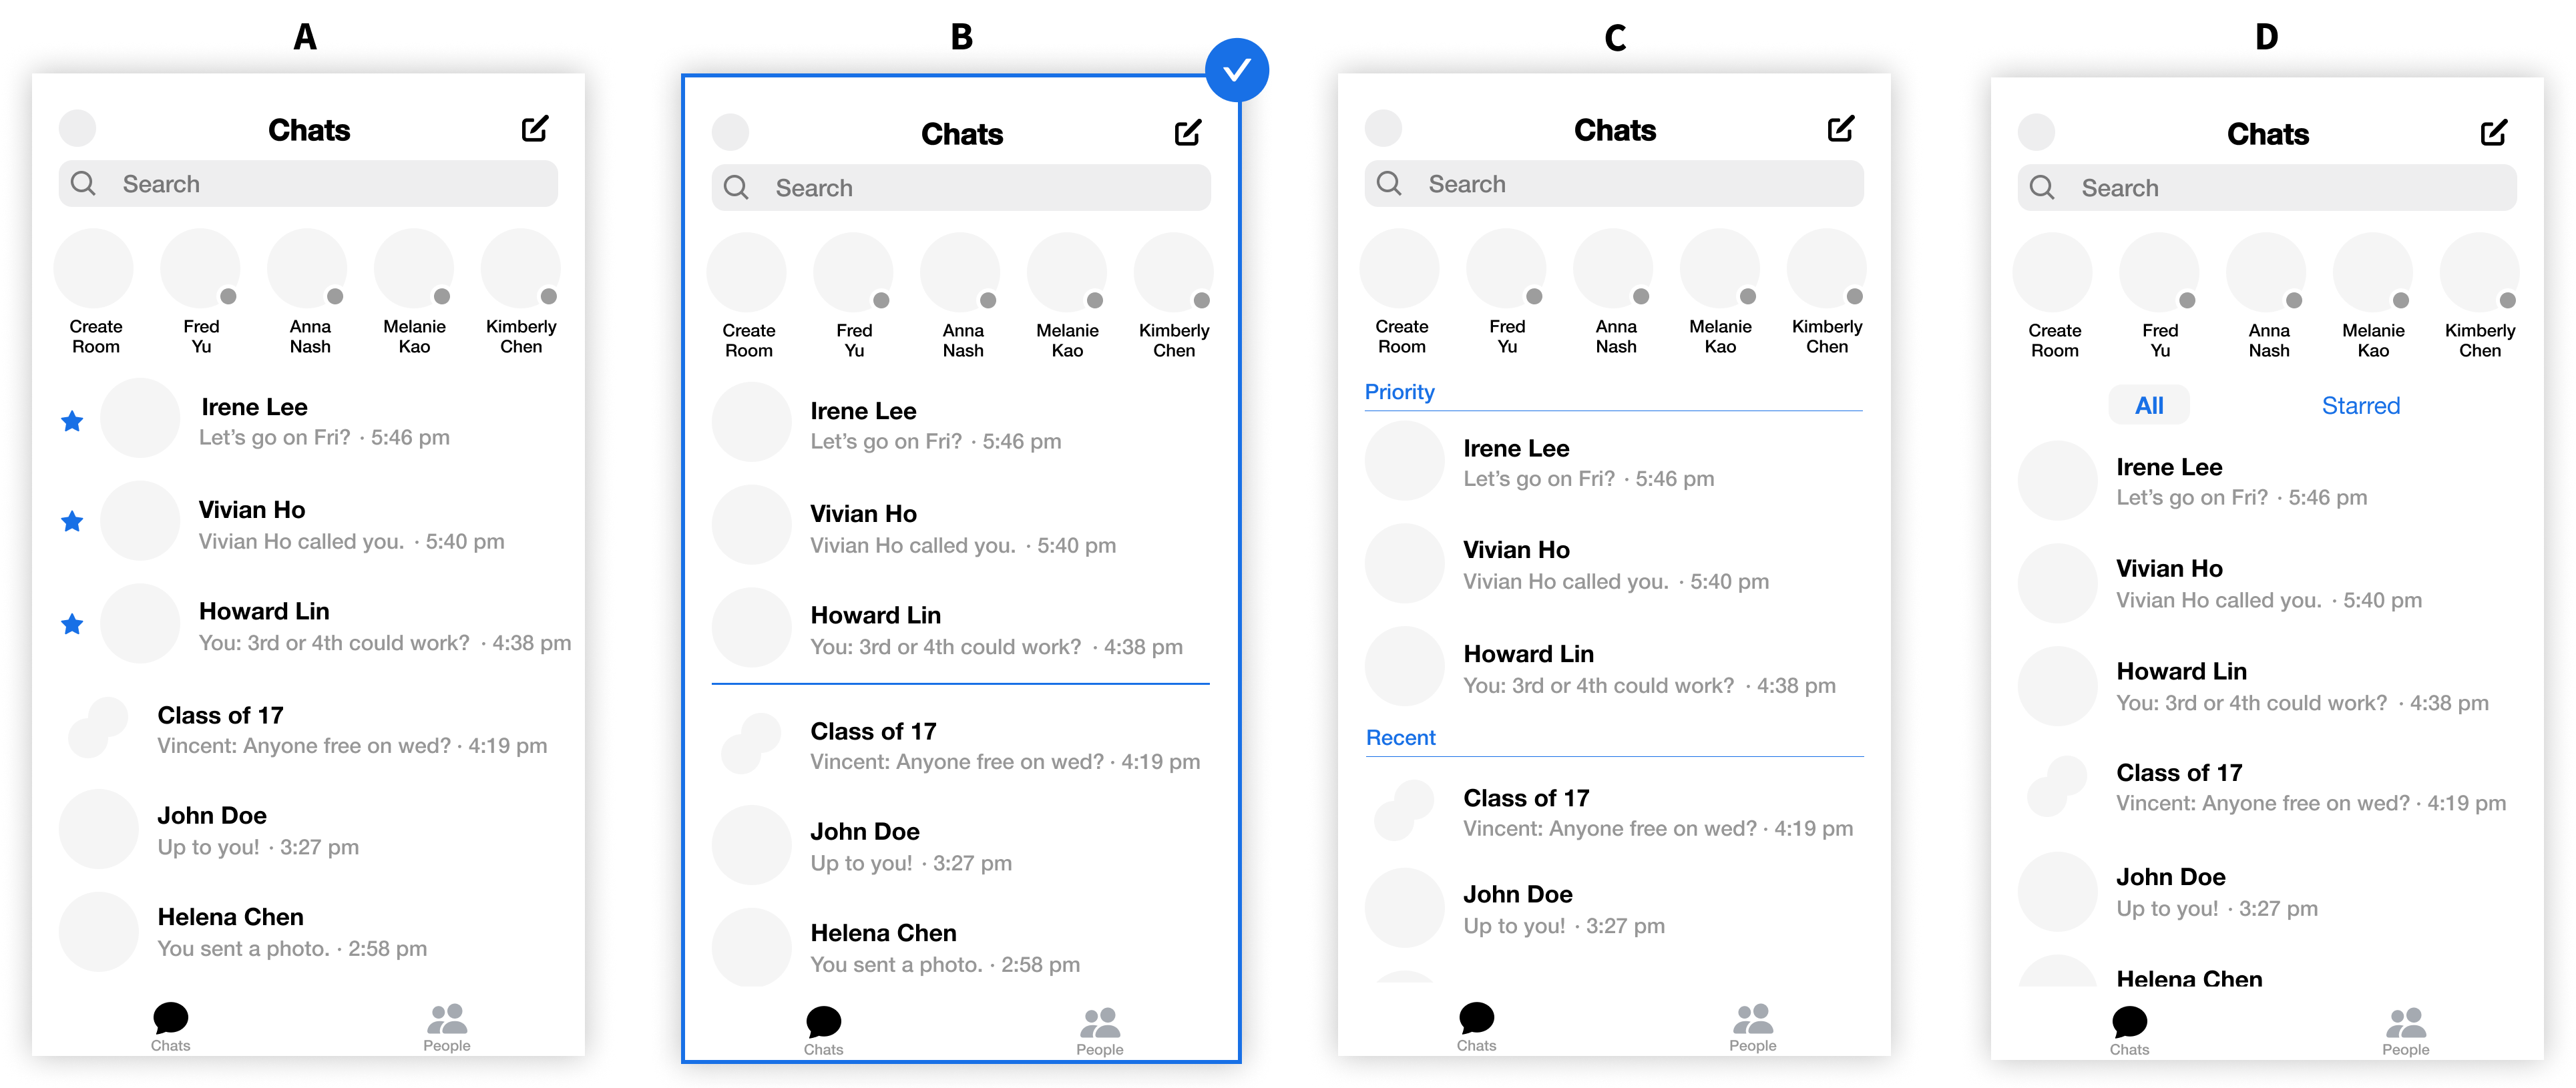 A
Chats
Search
Create Room
Fred Yu
Anna Nash
Melanie Kao
Kimberly Chen
Irene Lee
Let’s go on Fri? · 5:46 pm
Vivian Ho
Vivian Ho called you. · 5:40 pm
Howard Lin
You: 3rd or 4th could work? · 4:38 pm
Class of 17
Vincent: Anyone free on wed? · 4:19 pm
John Doe
Up to you! · 3:27 pm
Helena Chen
You sent a photo. · 2:58 pm
Chats
People
B
Chats
Search
Create Room
Fred Yu
Anna Nash
Melanie Kao
Kimberly Chen
Irene Lee
Let’s go on Fri? · 5:46 pm
Vivian Ho
Vivian Ho called you. · 5:40 pm
Howard Lin
You: 3rd or 4th could work? · 4:38 pm
Class of 17
Vincent: Anyone free on wed? · 4:19 pm
John Doe
Up to you! · 3:27 pm
Helena Chen
You sent a photo. · 2:58 pm
Chats
People
C
Chats
Search
Create Room
Fred Yu
Anna Nash
Melanie Kao
Kimberly Chen
Priority
Irene Lee
Let’s go on Fri? · 5:46 pm
Vivian Ho
Vivian Ho called you. · 5:40 pm
Howard Lin
You: 3rd or 4th could work? · 4:38 pm
Recent
Class of 17
Vincent: Anyone free on wed? · 4:19 pm
John Doe
Up to you! · 3:27 pm
Chats
People
D
Chats
Search
Create Room
Fred Yu
Anna Nash
Melanie Kao
Kimberly Chen
All Starred
Irene Lee
Let’s go on Fri? · 5:46 pm
Vivian Ho
Vivian Ho called you. · 5:40 pm
Howard Lin
You: 3rd or 4th could work? · 4:38 pm
Class of 17
Vincent: Anyone free on wed? · 4:19 pm
John Doe
Up to you! · 3:27 pm
Helena Chen
Chats
People